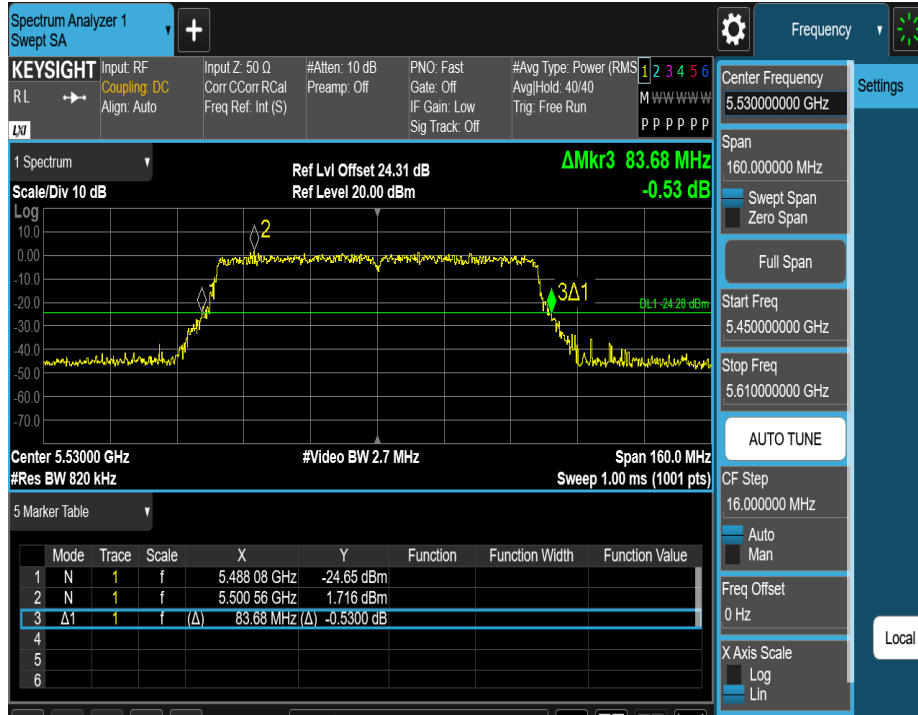 Spectrum Analyzer 1
Swept SA
+
Frequency
KEYSIGHT
R L
LXI
Input: RF
Coupling: DC
Align: Auto
Input Z: 50 Ω
Corr CCorr RCal
Freq Ref: Int (S)
#Atten: 10 dB
Preamp: Off
PNO: Fast
Gate: Off
IF Gain: Low
Sig Track: Off
#Avg Type: Power (RMS
Avg|Hold: 40/40
Trig: Free Run
1 2 3 4 5 6
M W W W W W
P P P P P P
Center Frequency
5.530000000 GHz
Settings
Span
160.000000 MHz
Swept Span
Zero Span
Full Span
Start Freq
5.450000000 GHz
Stop Freq
5.610000000 GHz
AUTO TUNE
CF Step
16.000000 MHz
Auto
Man
Freq Offset
0 Hz
X Axis Scale
Log
Lin
Local
1 Spectrum
Scale/Div 10 dB
Ref Lvl Offset 24.31 dB
Ref Level 20.00 dBm
ΔMkr3 83.68 MHz
-0.53 dB
Log
10.0
0.00
-10.0
-20.0
-30.0
-40.0
-50.0
-60.0
-70.0
2
3Δ1
DL1 -24.28 dBm
Center 5.53000 GHz
#Video BW 2.7 MHz
Span 160.0 MHz
#Res BW 820 kHz
Sweep 1.00 ms (1001 pts)
5 Marker Table
Mode Trace Scale X Y Function Function Width Function Value
1 N 1 f 5.488 08 GHz -24.65 dBm
2 N 1 f 5.500 56 GHz 1.716 dBm
3 Δ1 1 f (Δ) 83.68 MHz (Δ) -0.5300 dB
4
5
6